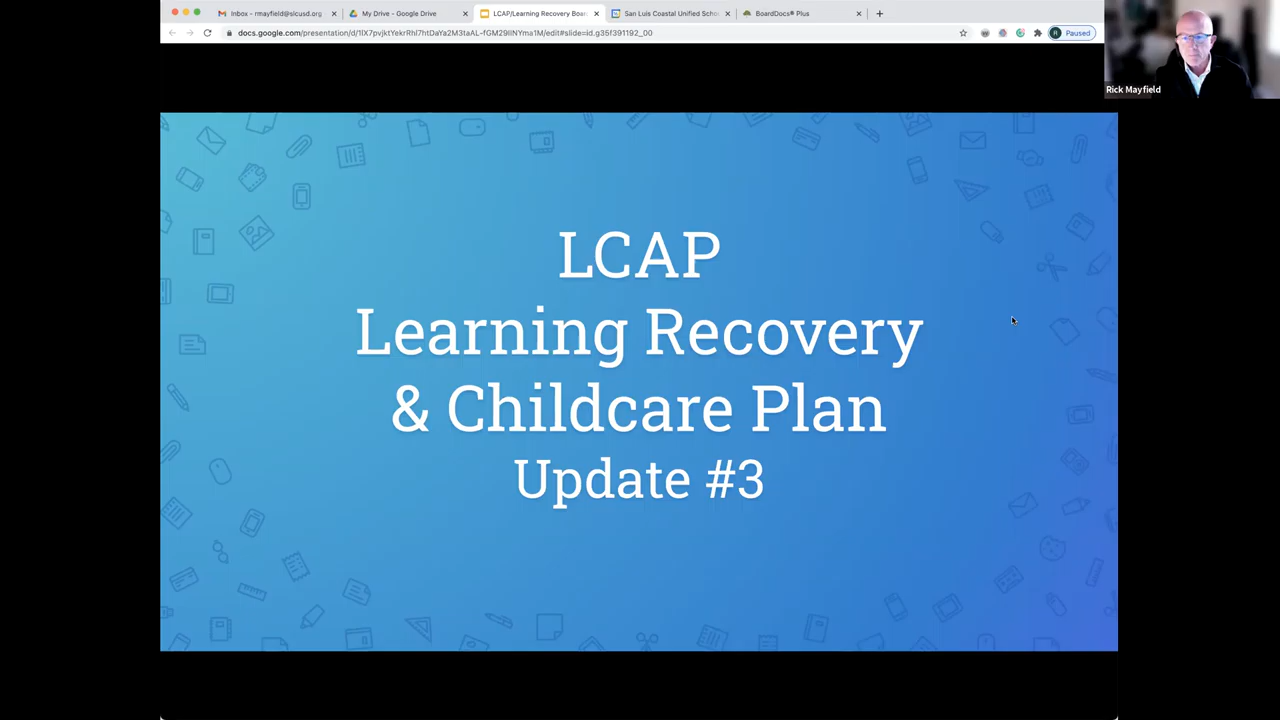 Inbox - rmayfield@slcusd.org
My Drive - Google Drive
LCAP/Learning Recovery Boar
San Luis Coastal Unified Scho
BoardDocs® Plus
Paused
Rick Mayfield
LCAP
Learning Recovery
& Childcare Plan
Update #3